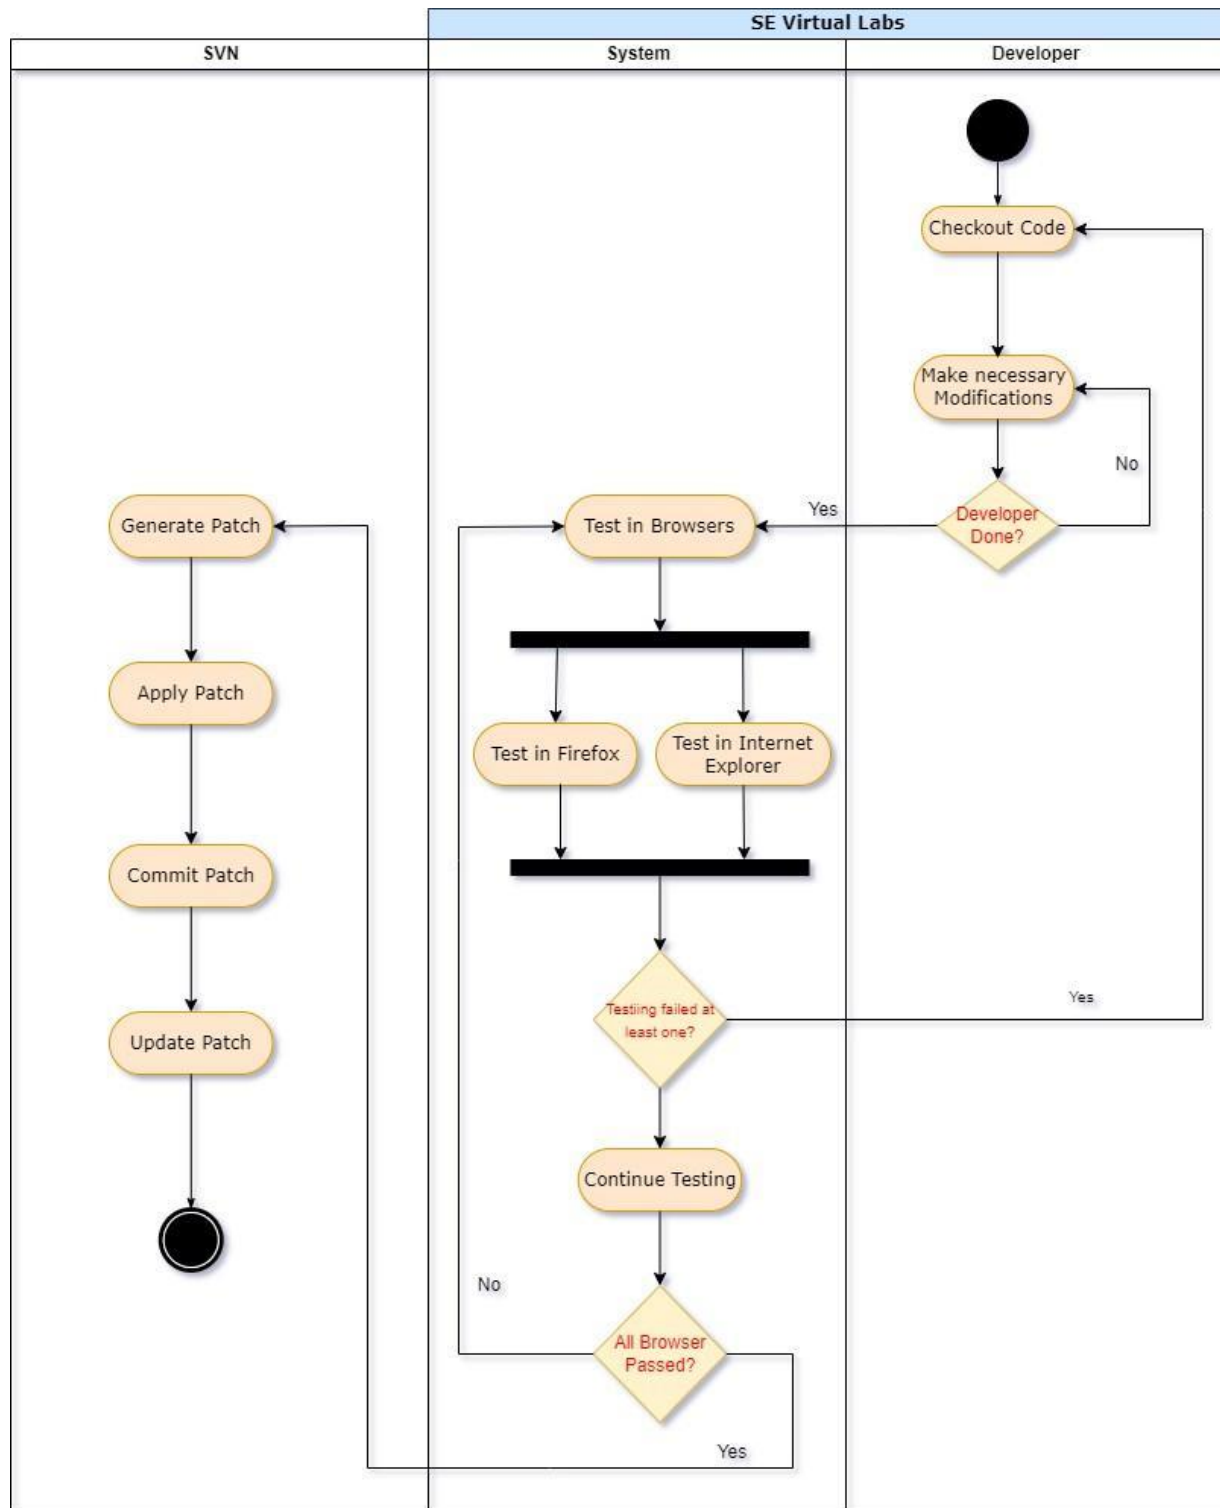 SE Virtual Labs
SVN
System
Developer
Checkout Code
Make necessary
Modifications
No
Developer
Done?
Yes
Test in Browsers
Generate Patch
Apply Patch
Test in Firefox
Test in Internet
Explorer
Commit Patch
Testiing failed at
least one?
Yes
Update Patch
Continue Testing
No
All Browser
Passed?
Yes